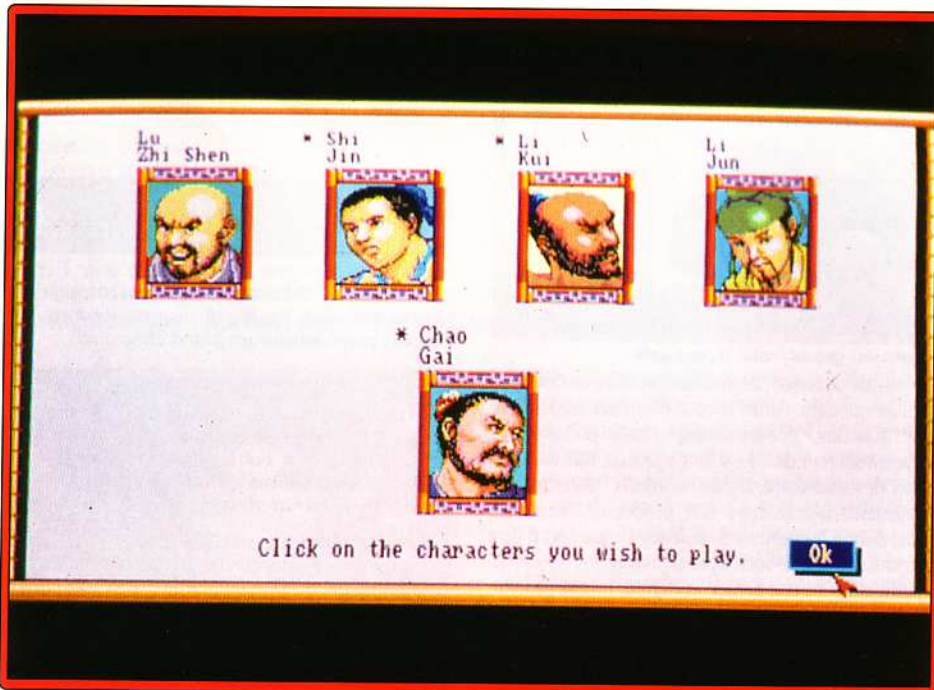 Lu
Zhi Shen
* Shi
Jin
* Li
Kui
Li
Jun
* Chao
Gai
Click on the characters you wish to play.
Ok